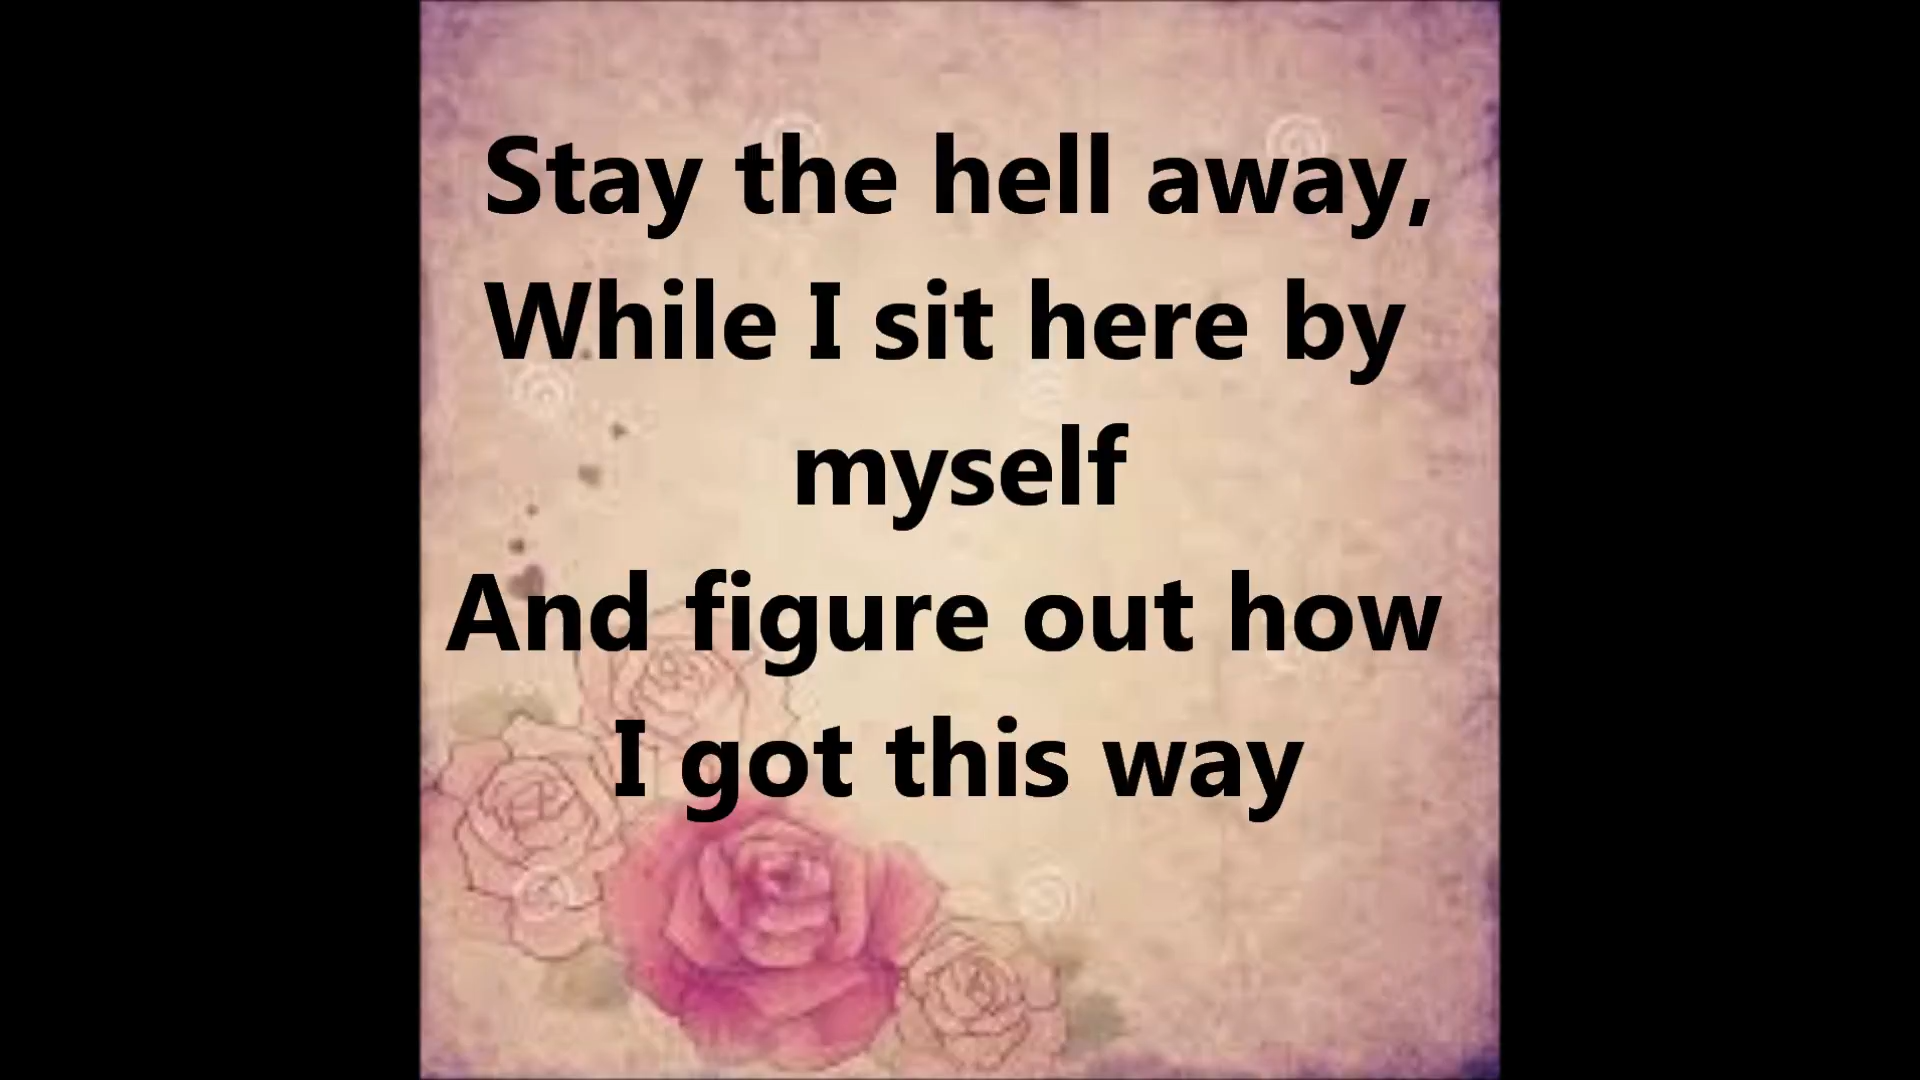 Stay the hell away,
While I sit here by
myself
And figure out how
I got this way